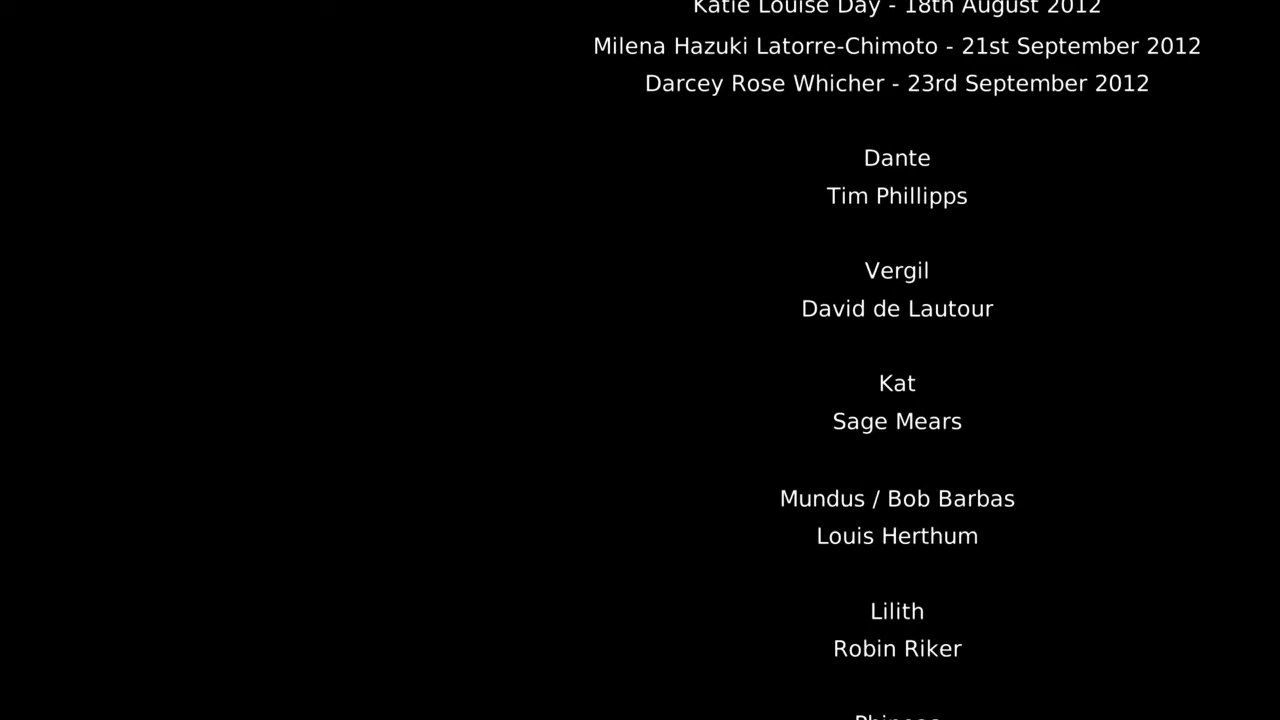 Katie Louise Day - 18th August 2012
Milena Hazuki Latorre-Chimoto - 21st September 2012
Darcey Rose Whicher - 23rd September 2012
Dante
Tim Phillipps
Vergil
David de Lautour
Kat
Sage Mears
Mundus / Bob Barbas
Louis Herthum
Lilith
Robin Riker